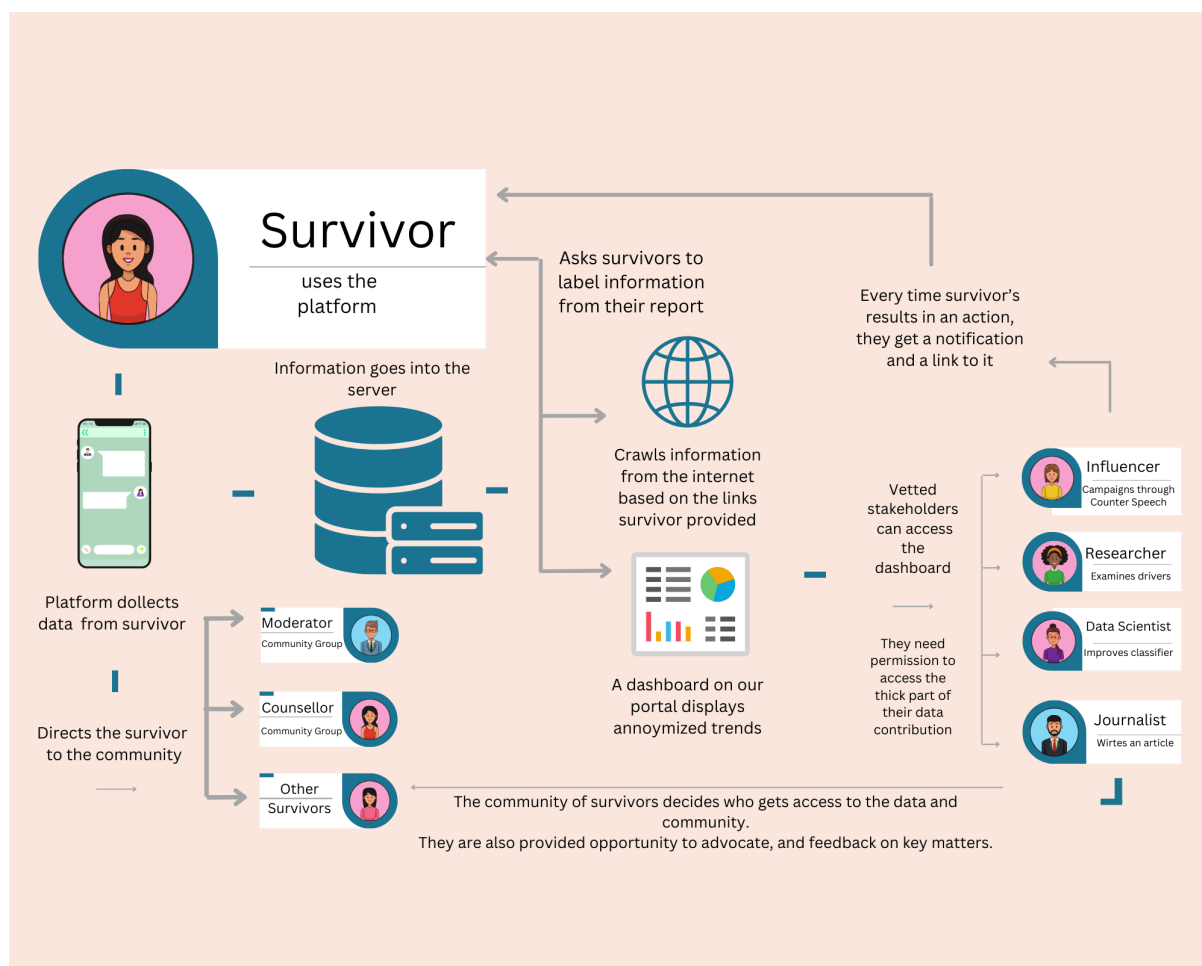 Survivor
uses the
platform
Asks survivors to
label information
from their report
Every time survivor's
results in an action,
they get a notification
and a link to it
Information goes into the
server
Crawls information
from the internet
based on the links
survivor provided
Platform dollects
data from survivor
Directs the survivor
to the community
Moderator
Community Group
Counsellor
Community Group
Other
Survivors
A dashboard on our
portal displays
annoymized trends
Vetted
stakeholders
can access
the
dashboard
They need
permission to
access the
thick part of
their data
contribution
Influencer
Campaigns through
Counter Speech
Researcher
Examines drivers
Data Scientist
Improves classifier
Journalist
Wirtes an article
The community of survivors decides who gets access to the data and
community.
They are also provided opportunity to advocate, and feedback on key matters.